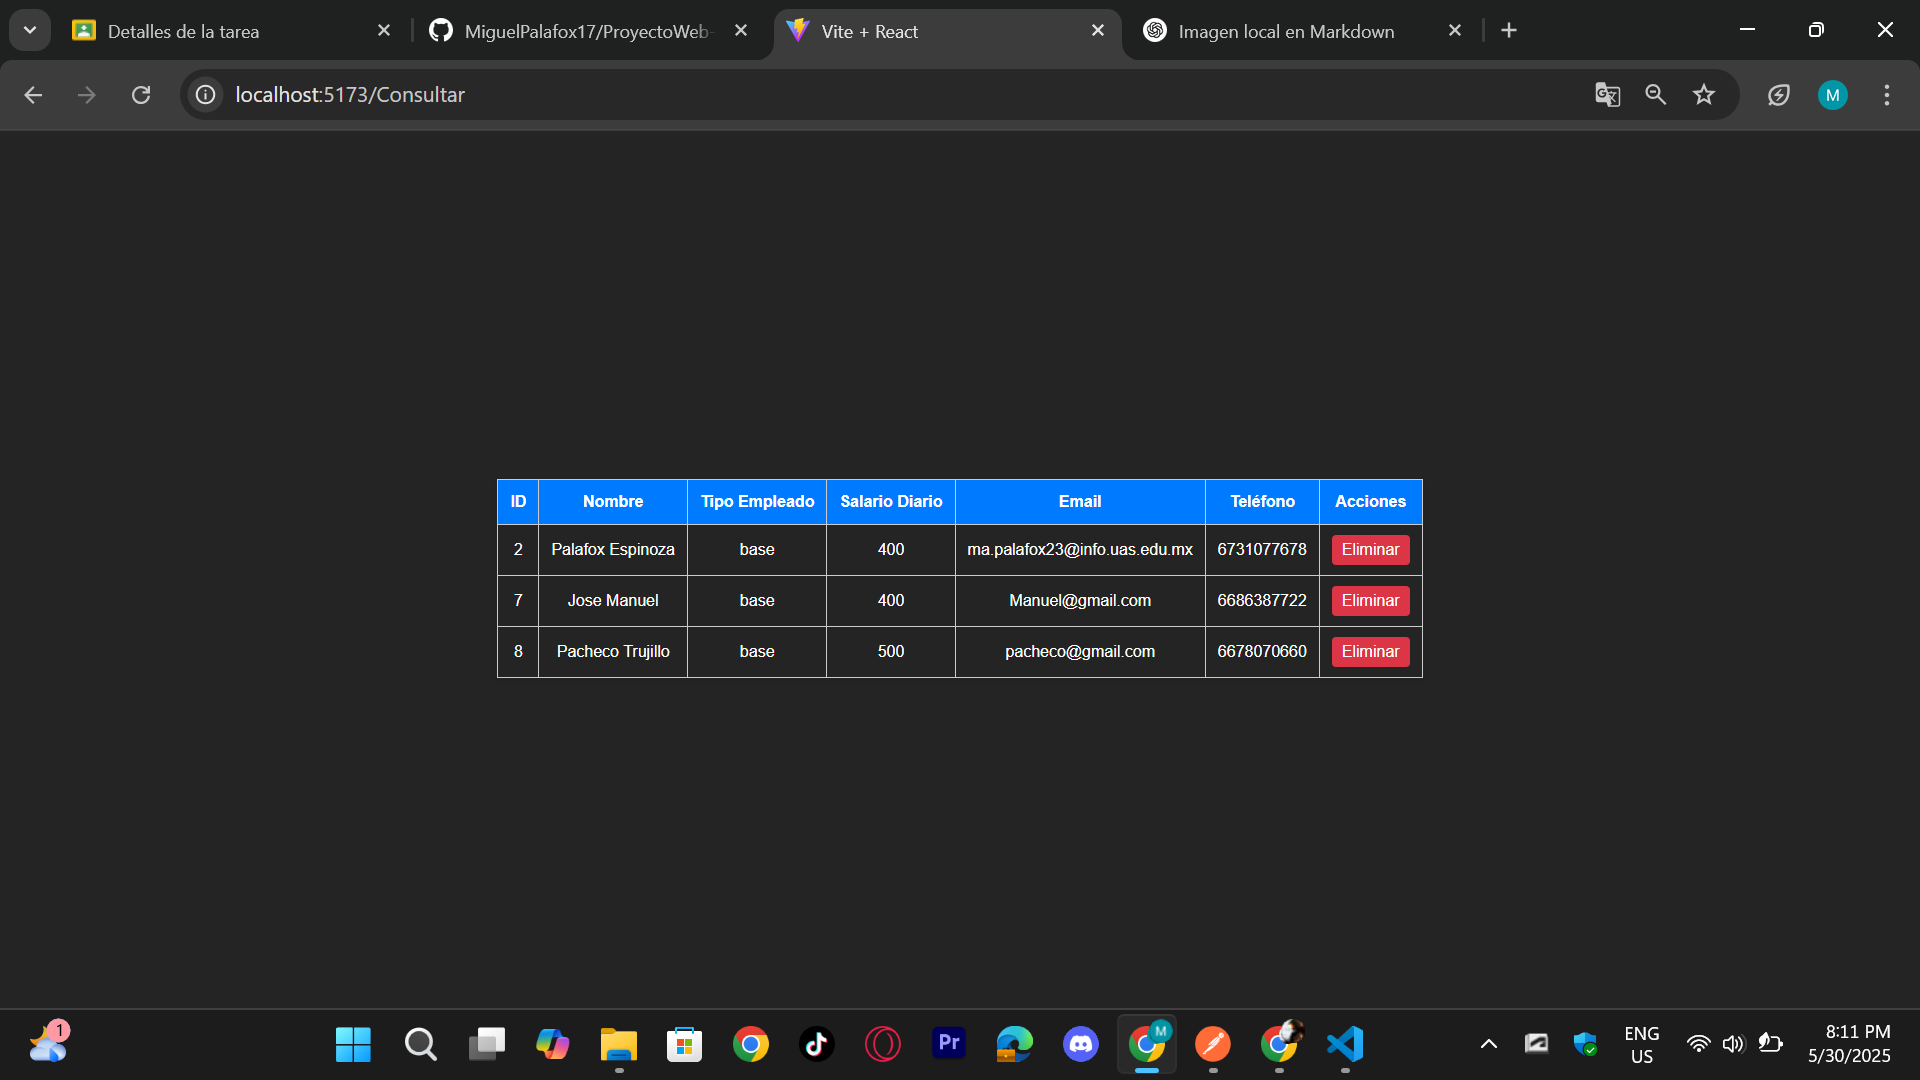 Detalles de la tarea
MiguelPalafox17/ProyectoWeb-
Vite + React
Imagen local en Markdown
localhost:5173/Consultar
M
ID Nombre Tipo Empleado Salario Diario Email Teléfono Acciones
2 Palafox Espinoza base 400 ma.palafox23@info.uas.edu.mx 6731077678 Eliminar
7 Jose Manuel base 400 Manuel@gmail.com 6686387722 Eliminar
8 Pacheco Trujillo base 500 pacheco@gmail.com 6678070660 Eliminar
1
Pr
M
ENG
US
8:11 PM
5/30/2025